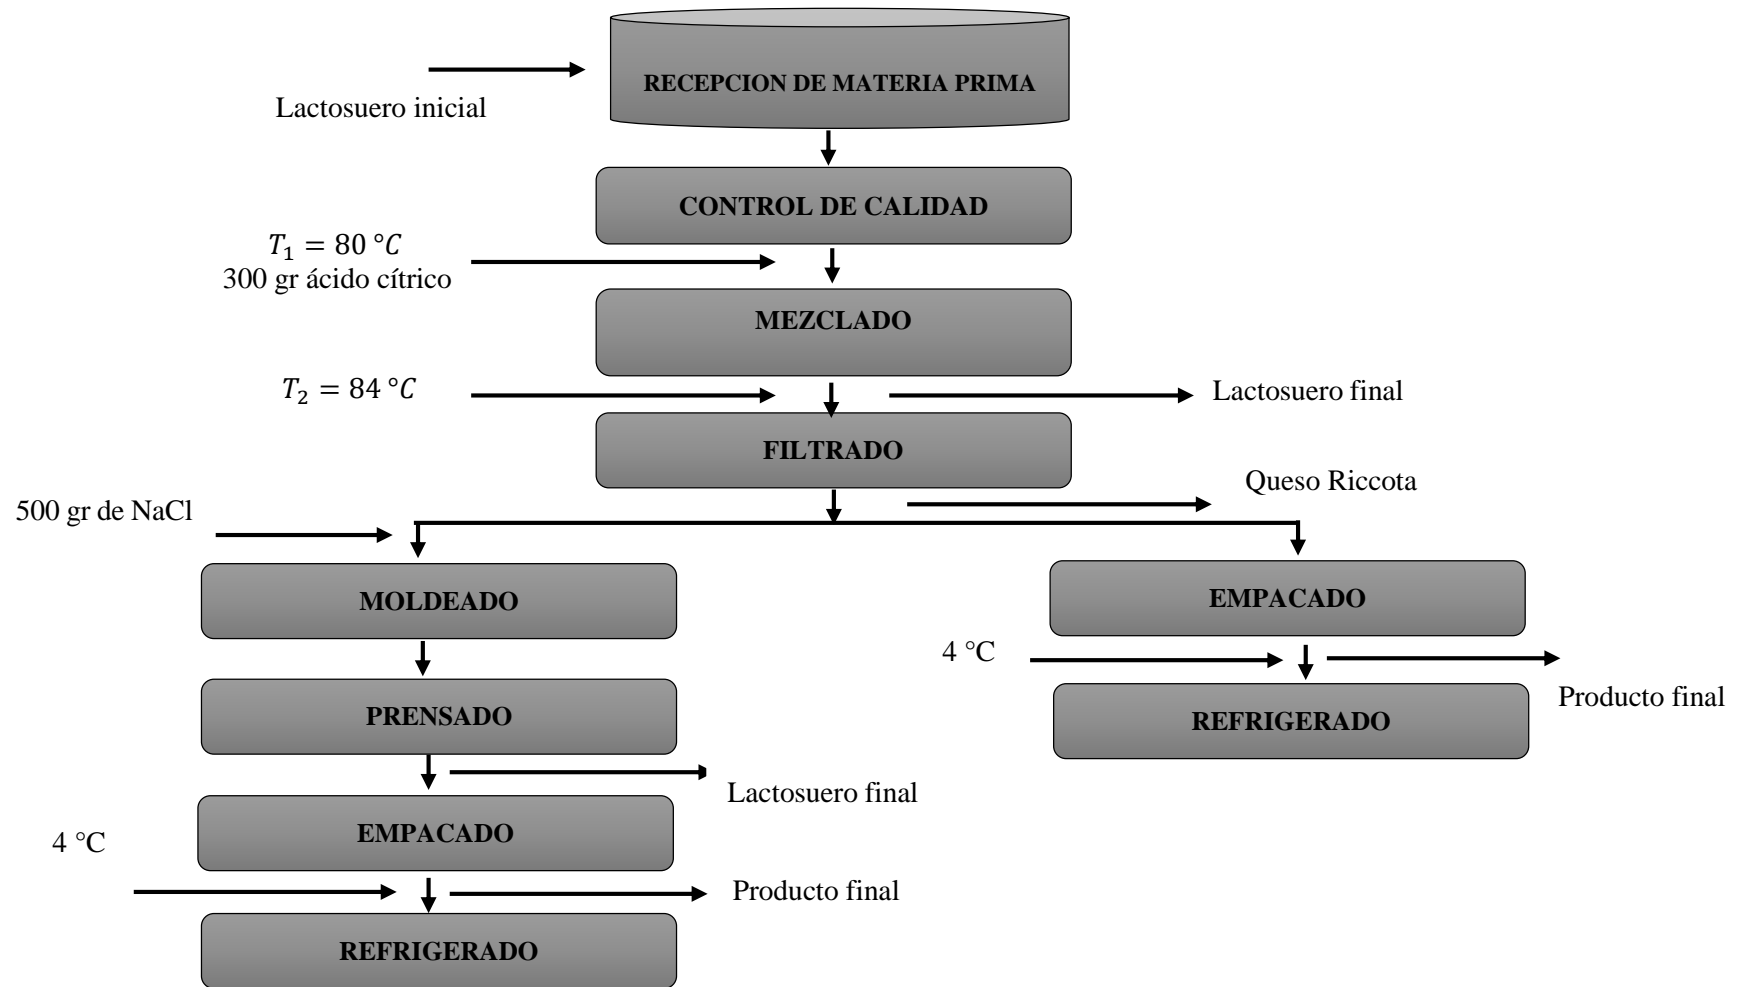 RECEPCION DE MATERIA PRIMA
Lactosuero inicial
CONTROL DE CALIDAD
T₁ = 80 °C
300 gr ácido cítrico
MEZCLADO
T₂ = 84 °C
Lactosuero final
FILTRADO
Queso Riccota
500 gr de NaCl
MOLDEADO
EMPACADO
4 °C
Producto final
PRENSADO
REFRIGERADO
Lactosuero final
EMPACADO
4 °C
Producto final
REFRIGERADO